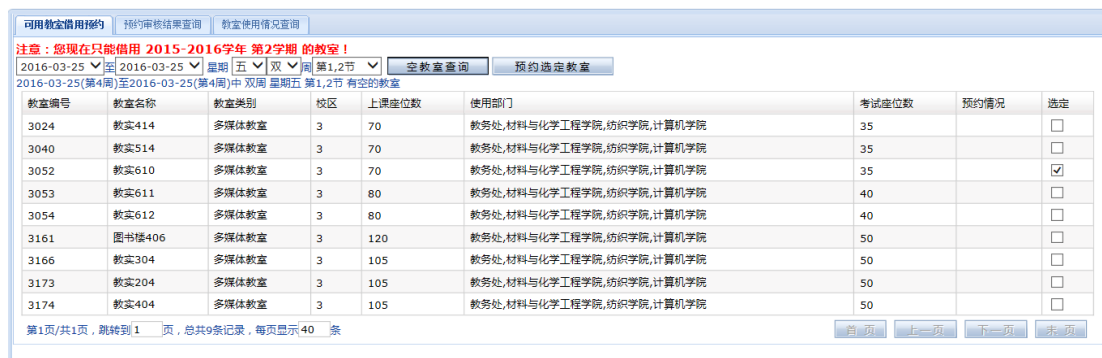 可用教室借用预约 预约审核结果查询 教室使用情况查询
注意：您现在只能借用 2015-2016学年 第2学期 的教室！
2016-03-25 至 2016-03-25 星期 五 双 周 第1,2节 空教室查询 预约选定教室
2016-03-25(第4周)至2016-03-25(第4周)中 双周 星期五 第1,2节 有空的教室
教室编号 教室名称 教室类别 校区 上课座位数 使用部门 考试座位数 预约情况 选定
3024 教实414 多媒体教室 3 70 教务处,材料与化学工程学院,纺织学院,计算机学院 35
3040 教实514 多媒体教室 3 70 教务处,材料与化学工程学院,纺织学院,计算机学院 35
3052 教实610 多媒体教室 3 70 教务处,材料与化学工程学院,纺织学院,计算机学院 35
3053 教实611 多媒体教室 3 80 教务处,材料与化学工程学院,纺织学院,计算机学院 40
3054 教实612 多媒体教室 3 80 教务处,材料与化学工程学院,纺织学院,计算机学院 40
3161 图书楼406 多媒体教室 3 120 教务处,材料与化学工程学院,纺织学院,计算机学院 50
3166 教实304 多媒体教室 3 105 教务处,材料与化学工程学院,纺织学院,计算机学院 50
3173 教实204 多媒体教室 3 105 教务处,材料与化学工程学院,纺织学院,计算机学院 50
3174 教实404 多媒体教室 3 105 教务处,材料与化学工程学院,纺织学院,计算机学院 50
第1页/共1页，跳转到 1 页，总共9条记录，每页显示 40 条 首 页 上一页 下一页 末 页